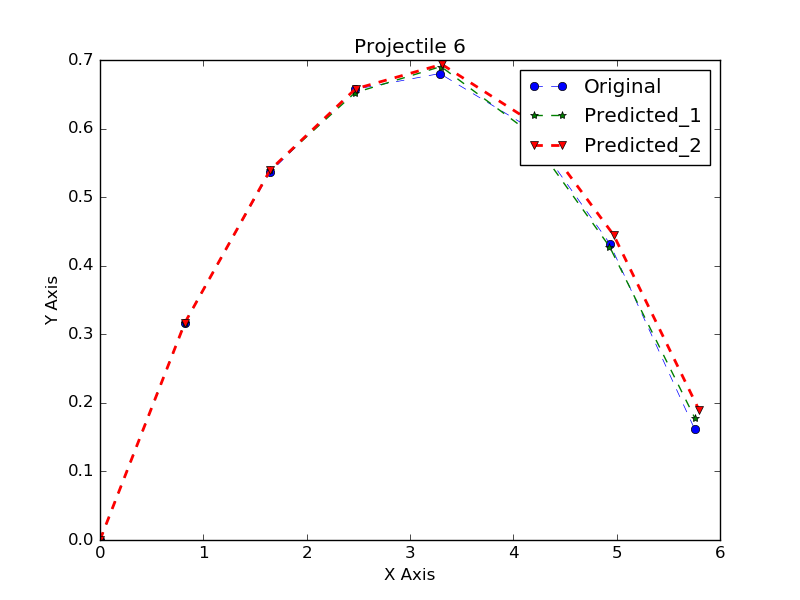 Projectile 6
0.7
0.6
0.5
0.4
0.3
0.2
0.1
0.0
Y Axis
Original
Predicted_1
Predicted_2
0 1 2 3 4 5 6
X Axis